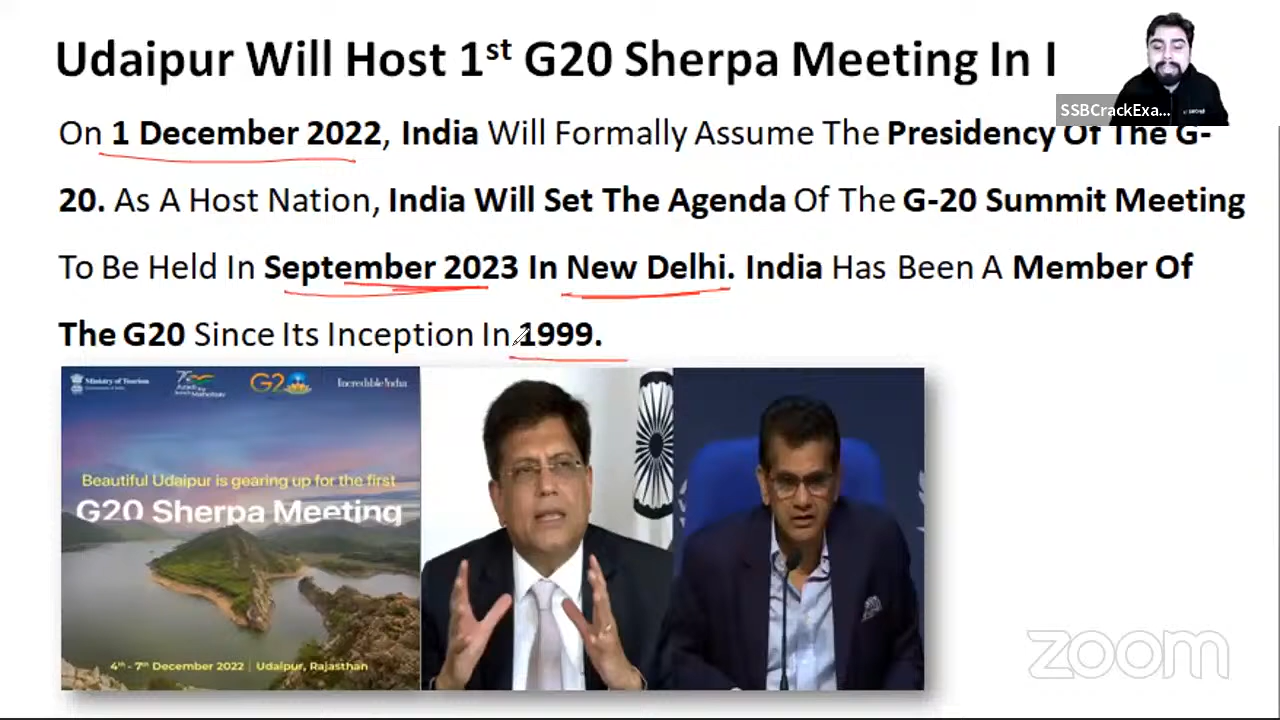 Udaipur Will Host 1st G20 Sherpa Meeting In I
SSBCrackExa...
On 1 December 2022, India Will Formally Assume The Presidency Of The G-
20. As A Host Nation, India Will Set The Agenda Of The G-20 Summit Meeting
To Be Held In September 2023 In New Delhi. India Has Been A Member Of
The G20 Since Its Inception In 1999.
Ministry of Tourism
Azadi
Amrit Mahotsav
G20
Incredible India
Beautiful Udaipur is gearing up for the first
G20 Sherpa Meeting
4th - 7th December 2022 | Udaipur, Rajasthan
zoom